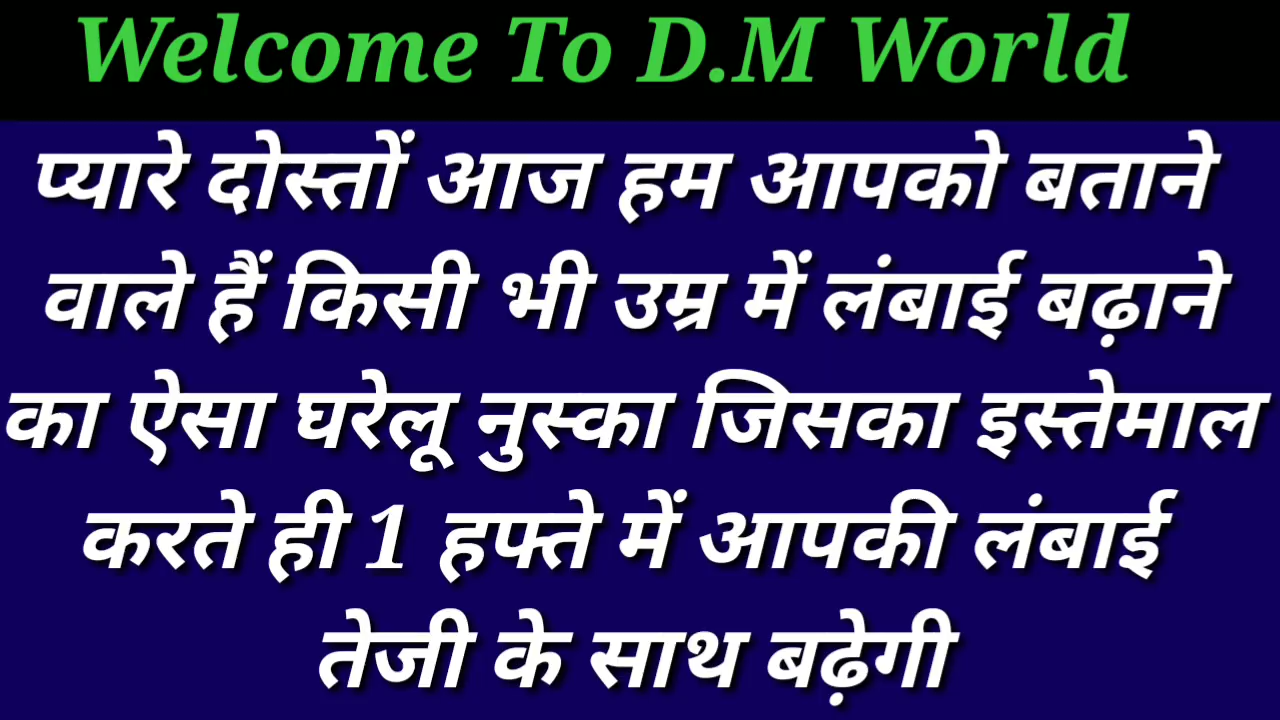 Welcome To D.M World
प्यारे दोस्तों आज हम आपको बताने
वाले हैं किसी भी उम्र में लंबाई बढ़ाने
का ऐसा घरेलू नुस्का जिसका इस्तेमाल
करते ही 1 हफ्ते में आपकी लंबाई
तेजी के साथ बढ़ेगी